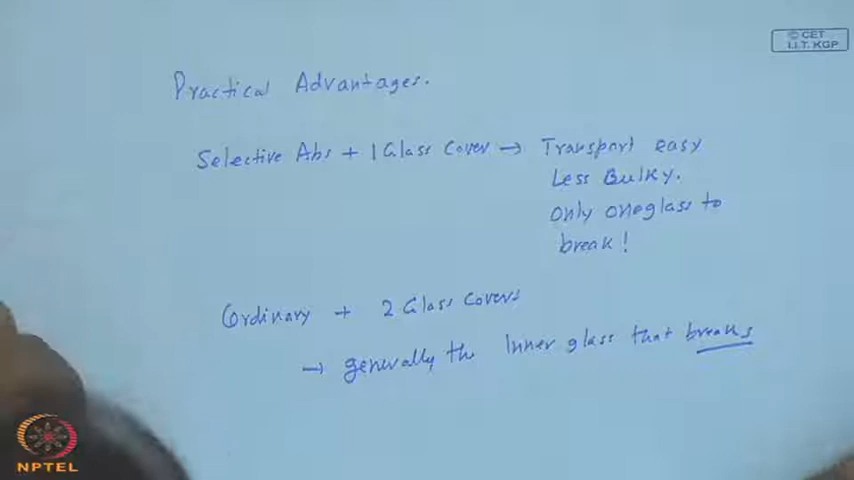 © CET
I.I.T. KGP
Practical Advantages.
Selective Abs + 1 Glass Cover → Transport easy
Less Bulky.
only one glass to
break!
Ordinary + 2 Glass Covers
→ generally the Inner glass that breaks
NPTEL